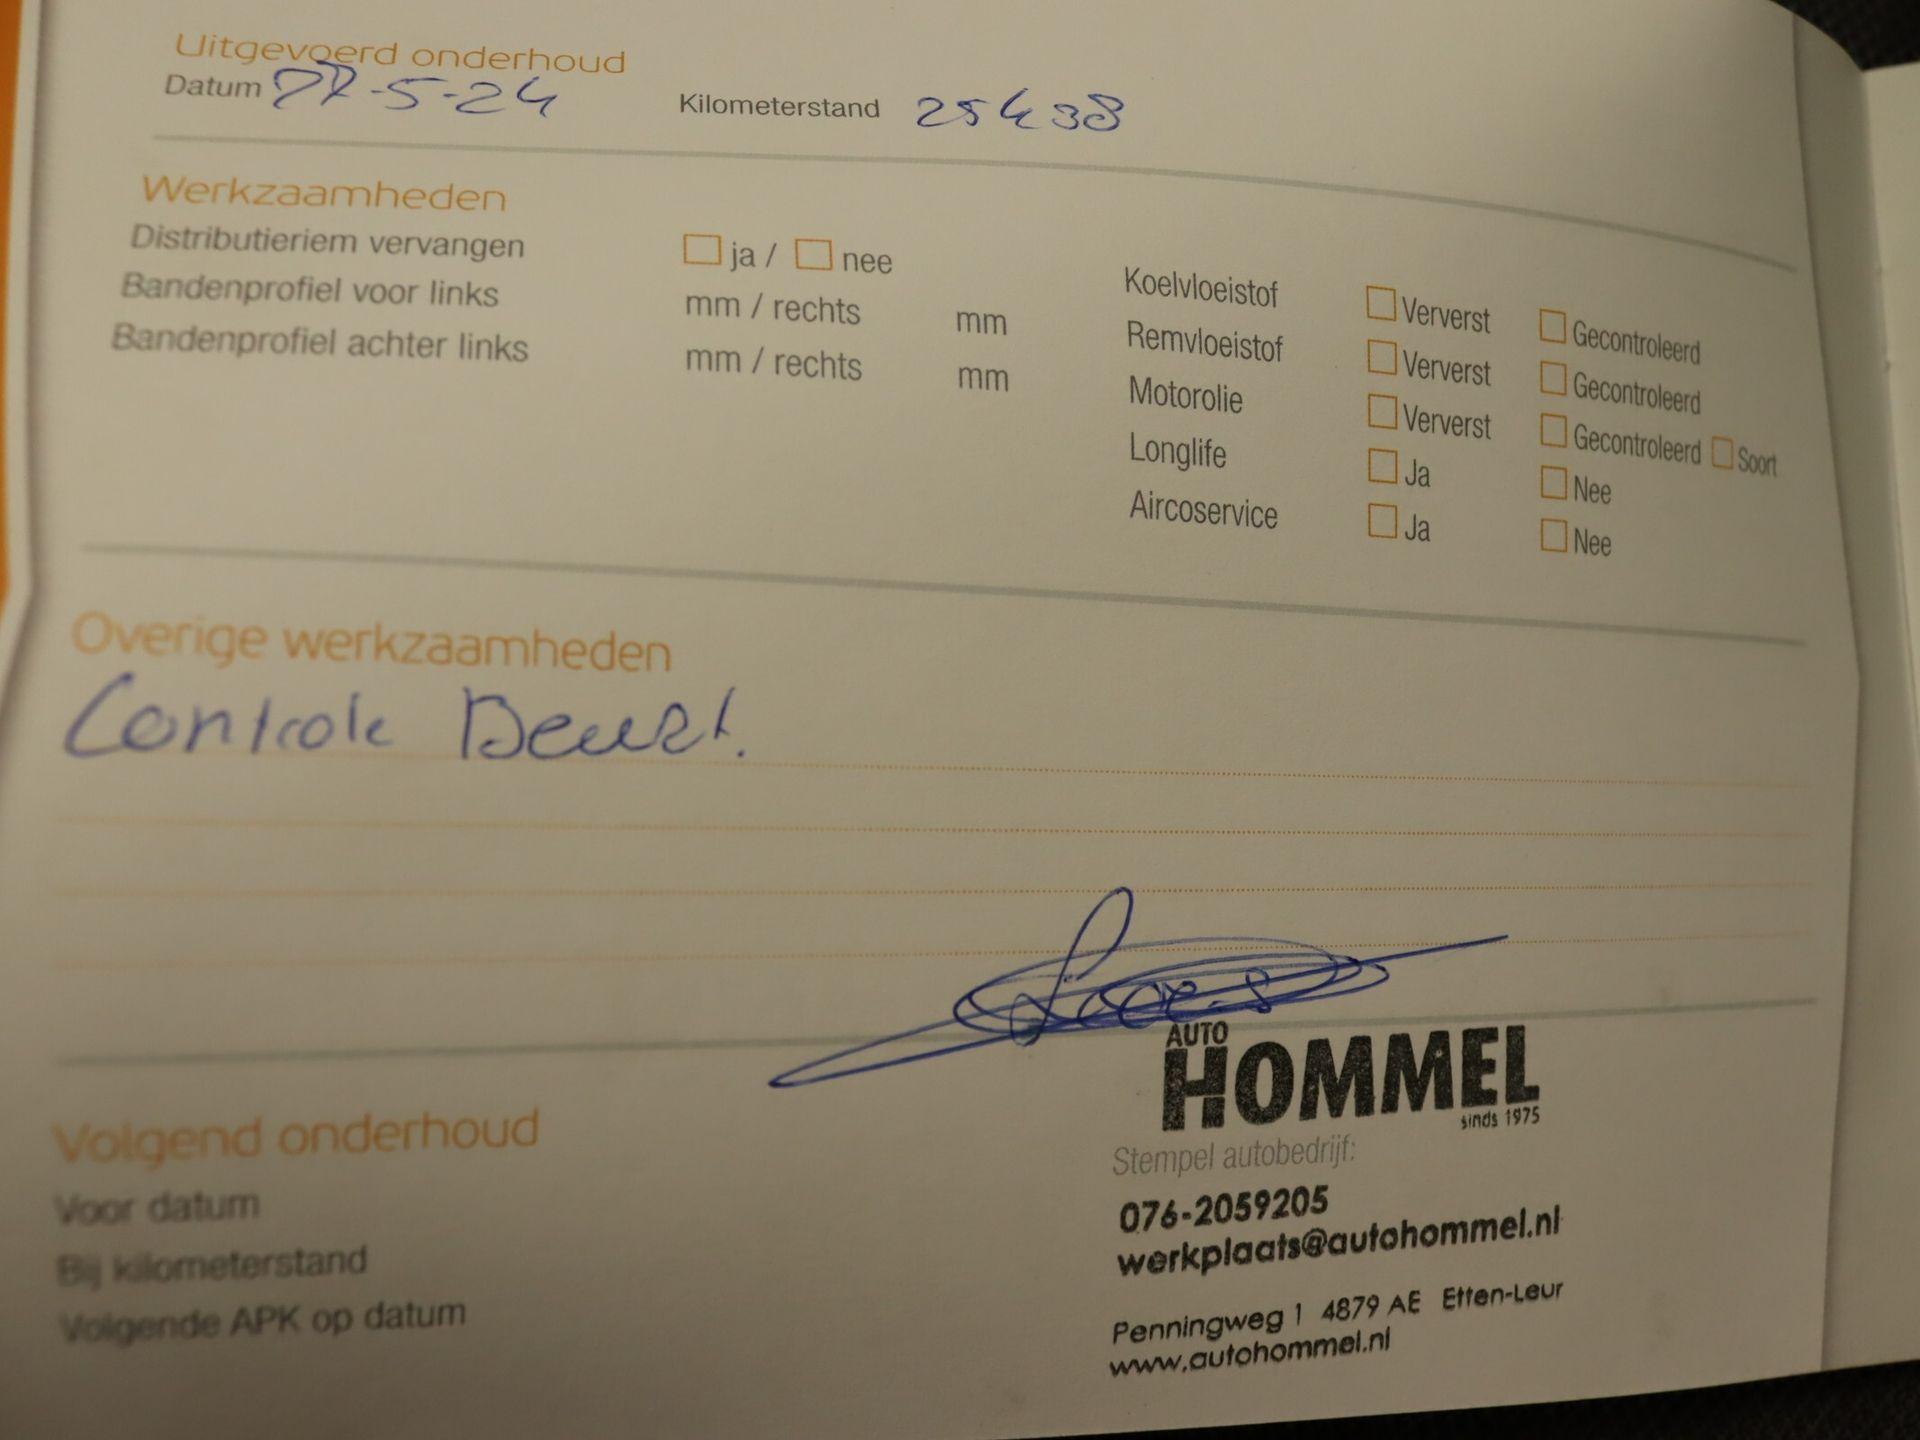 Uitgevoerd onderhoud
Datum 27-5-24 Kilometerstand 25438
Werkzaamheden
Distributieriem vervangen ja / nee
Bandenprofiel voor links mm / rechts mm
Bandenprofiel achter links mm / rechts mm
Koelvloeistof Ververst Gecontroleerd
Remvloeistof Ververst Gecontroleerd
Motorolie Ververst Gecontroleerd Soort
Longlife Ja Nee
Aircoservice Ja Nee
Overige werkzaamheden
Controle Beurt.
AUTO
HOMMEL
sinds 1975
Volgend onderhoud
Voor datum
Bij kilometerstand
Volgende APK op datum
Stempel autobedrijf:
076-2059205
werkplaats@autohommel.nl
Penningweg 1 4879 AE Etten-Leur
www.autohommel.nl